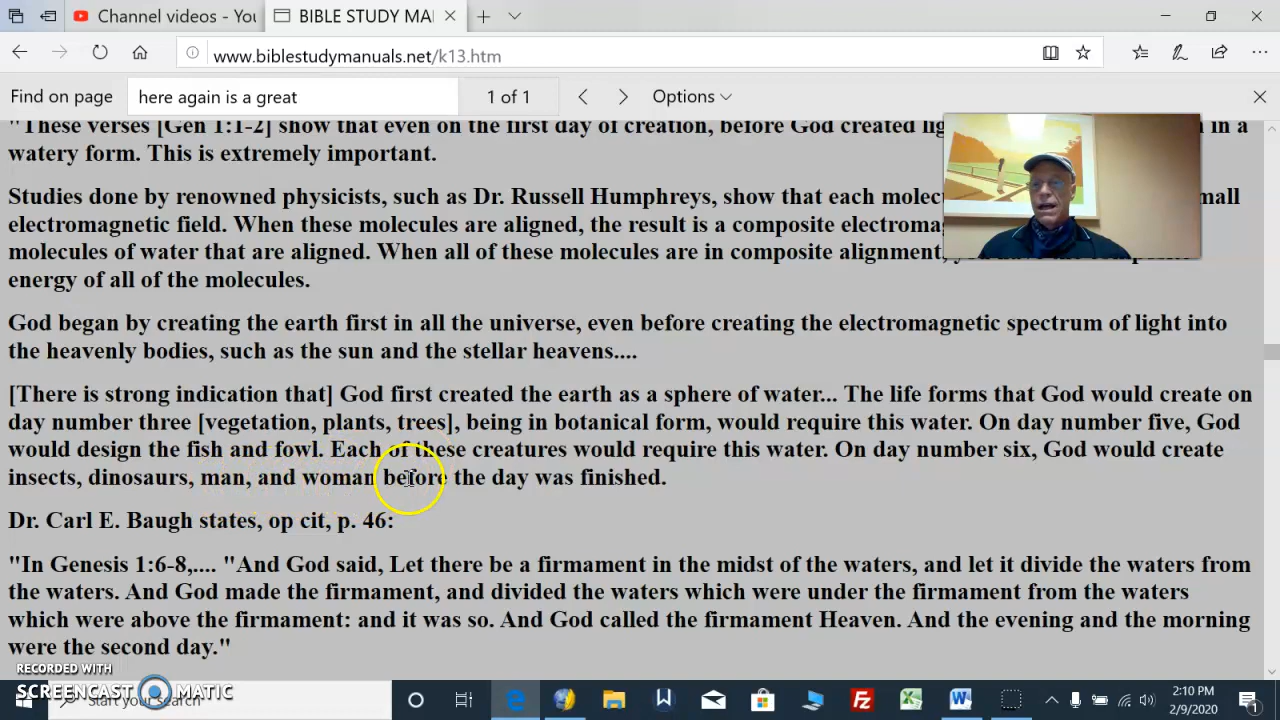 Channel videos - You
BIBLE STUDY MA
www.biblestudymanuals.net/k13.htm
Find on page
here again is a great
1 of 1
Options
"These verses [Gen 1:1-2] show that even on the first day of creation, before God created in a
watery form. This is extremely important.
Studies done by renowned physicists, such as Dr. Russell Humphreys, show that each
electromagnetic field. When these molecules are aligned, the result is a composite
molecules of water that are aligned. When all of these molecules are in composite alignment,
energy of all of the molecules.
God began by creating the earth first in all the universe, even before creating the electromagnetic spectrum of light into
the heavenly bodies, such as the sun and the stellar heavens....
[There is strong indication that] God first created the earth as a sphere of water... The life forms that God would create on
day number three [vegetation, plants, trees], being in botanical form, would require this water. On day number five, God
would design the fish and fowl. Each of these creatures would require this water. On day number six, God would create
insects, dinosaurs, man, and woman before the day was finished.
Dr. Carl E. Baugh states, op cit, p. 46:
"In Genesis 1:6-8,.... "And God said, Let there be a firmament in the midst of the waters, and let it divide the waters from
the waters. And God made the firmament, and divided the waters which were under the firmament from the waters
which were above the firmament: and it was so. And God called the firmament Heaven. And the evening and the morning
were the second day."
RECORDED WITH
SCREENCAST MATIC
Start your search
2:10 PM
2/9/2020